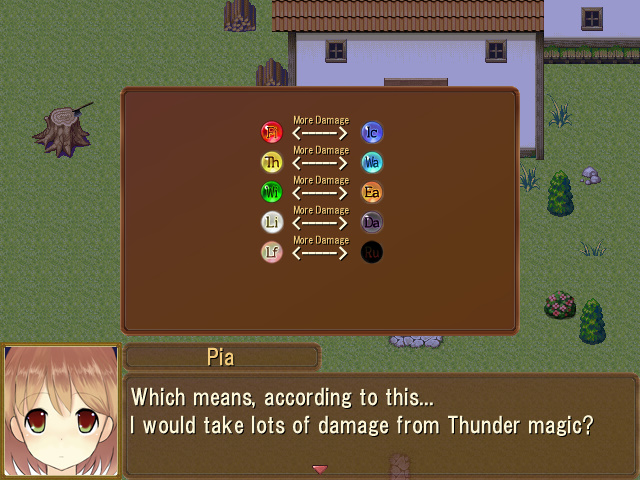 More Damage
Fl <-----> Ic
More Damage
Th <-----> Wa
More Damage
Wi <-----> Ea
More Damage
Li <-----> Da
More Damage
Lf <-----> Ru
Pia
Which means, according to this...
I would take lots of damage from Thunder magic?